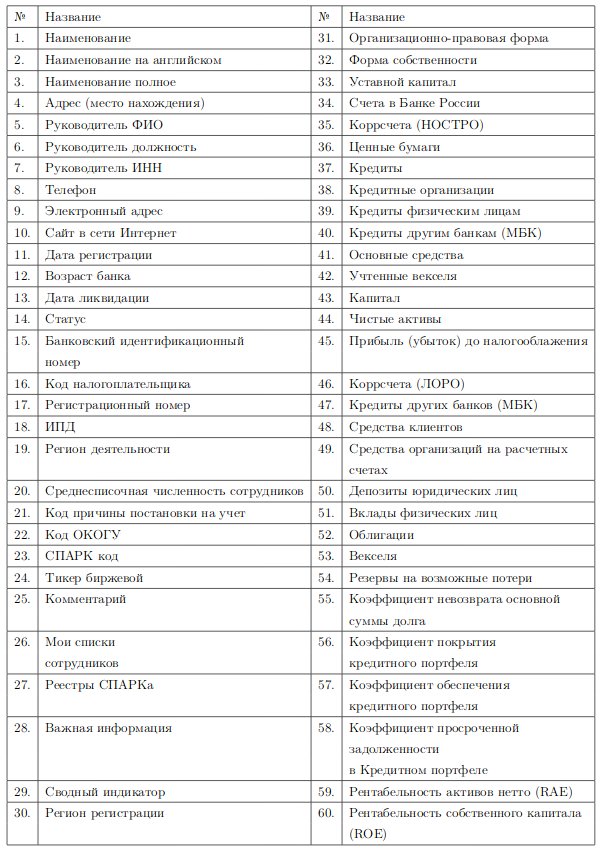 № Название № Название
1. Наименование 31. Организационно-правовая форма
2. Наименование на английском 32. Форма собственности
3. Наименование полное 33. Уставной капитал
4. Адрес (место нахождения) 34. Счета в Банке России
5. Руководитель ФИО 35. Коррсчета (НОСТРО)
6. Руководитель должность 36. Ценные бумаги
7. Руководитель ИНН 37. Кредиты
8. Телефон 38. Кредитные организации
9. Электронный адрес 39. Кредиты физическим лицам
10. Сайт в сети Интернет 40. Кредиты другим банкам (МБК)
11. Дата регистрации 41. Основные средства
12. Возраст банка 42. Учтенные векселя
13. Дата ликвидации 43. Капитал
14. Статус 44. Чистые активы
15. Банковский идентификационный 45. Прибыль (убыток) до налогооблажения
номер
16. Код налогоплательщика 46. Коррсчета (ЛОРО)
17. Регистрационный номер 47. Кредиты других банков (МБК)
18. ИПД 48. Средства клиентов
19. Регион деятельности 49. Средства организаций на расчетных
счетах
20. Среднесписочная численность сотрудников 50. Депозиты юридических лиц
21. Код причины постановки на учет 51. Вклады физических лиц
22. Код ОКОГУ 52. Облигации
23. СПАРК код 53. Векселя
24. Тикер биржевой 54. Резервы на возможные потери
25. Комментарий 55. Коэффициент невозврата основной
суммы долга
26. Мои списки 56. Коэффициент покрытия
сотрудников кредитного портфеля
27. Реестры СПАРКа 57. Коэффициент обеспечения
кредитного портфеля
28. Важная информация 58. Коэффициент просроченной
задолженности
в Кредитном портфеле
29. Сводный индикатор 59. Рентабельность активов нетто (RAE)
30. Регион регистрации 60. Рентабельность собственного капитала
(ROE)